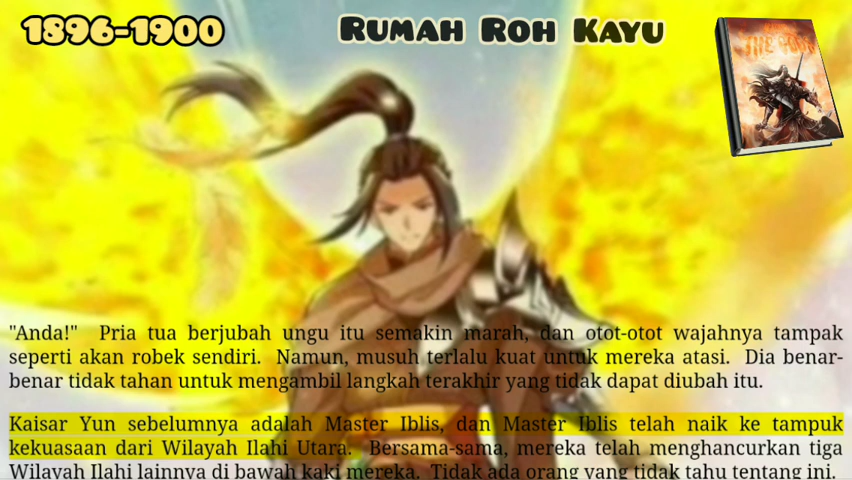 1896-1900
RUMAH ROH KAYU
"Anda!" Pria tua berjubah ungu itu semakin marah, dan otot-otot wajahnya tampak
seperti akan robek sendiri. Namun, musuh terlalu kuat untuk mereka atasi. Dia benar-
benar tidak tahan untuk mengambil langkah terakhir yang tidak dapat diubah itu.
Kaisar Yun sebelumnya adalah Master Iblis, dan Master Iblis telah naik ke tampuk
kekuasaan dari Wilayah Ilahi Utara. Bersama-sama, mereka telah menghancurkan tiga
Wilayah Ilahi lainnya di bawah kaki mereka. Tidak ada orang yang tidak tahu tentang ini.